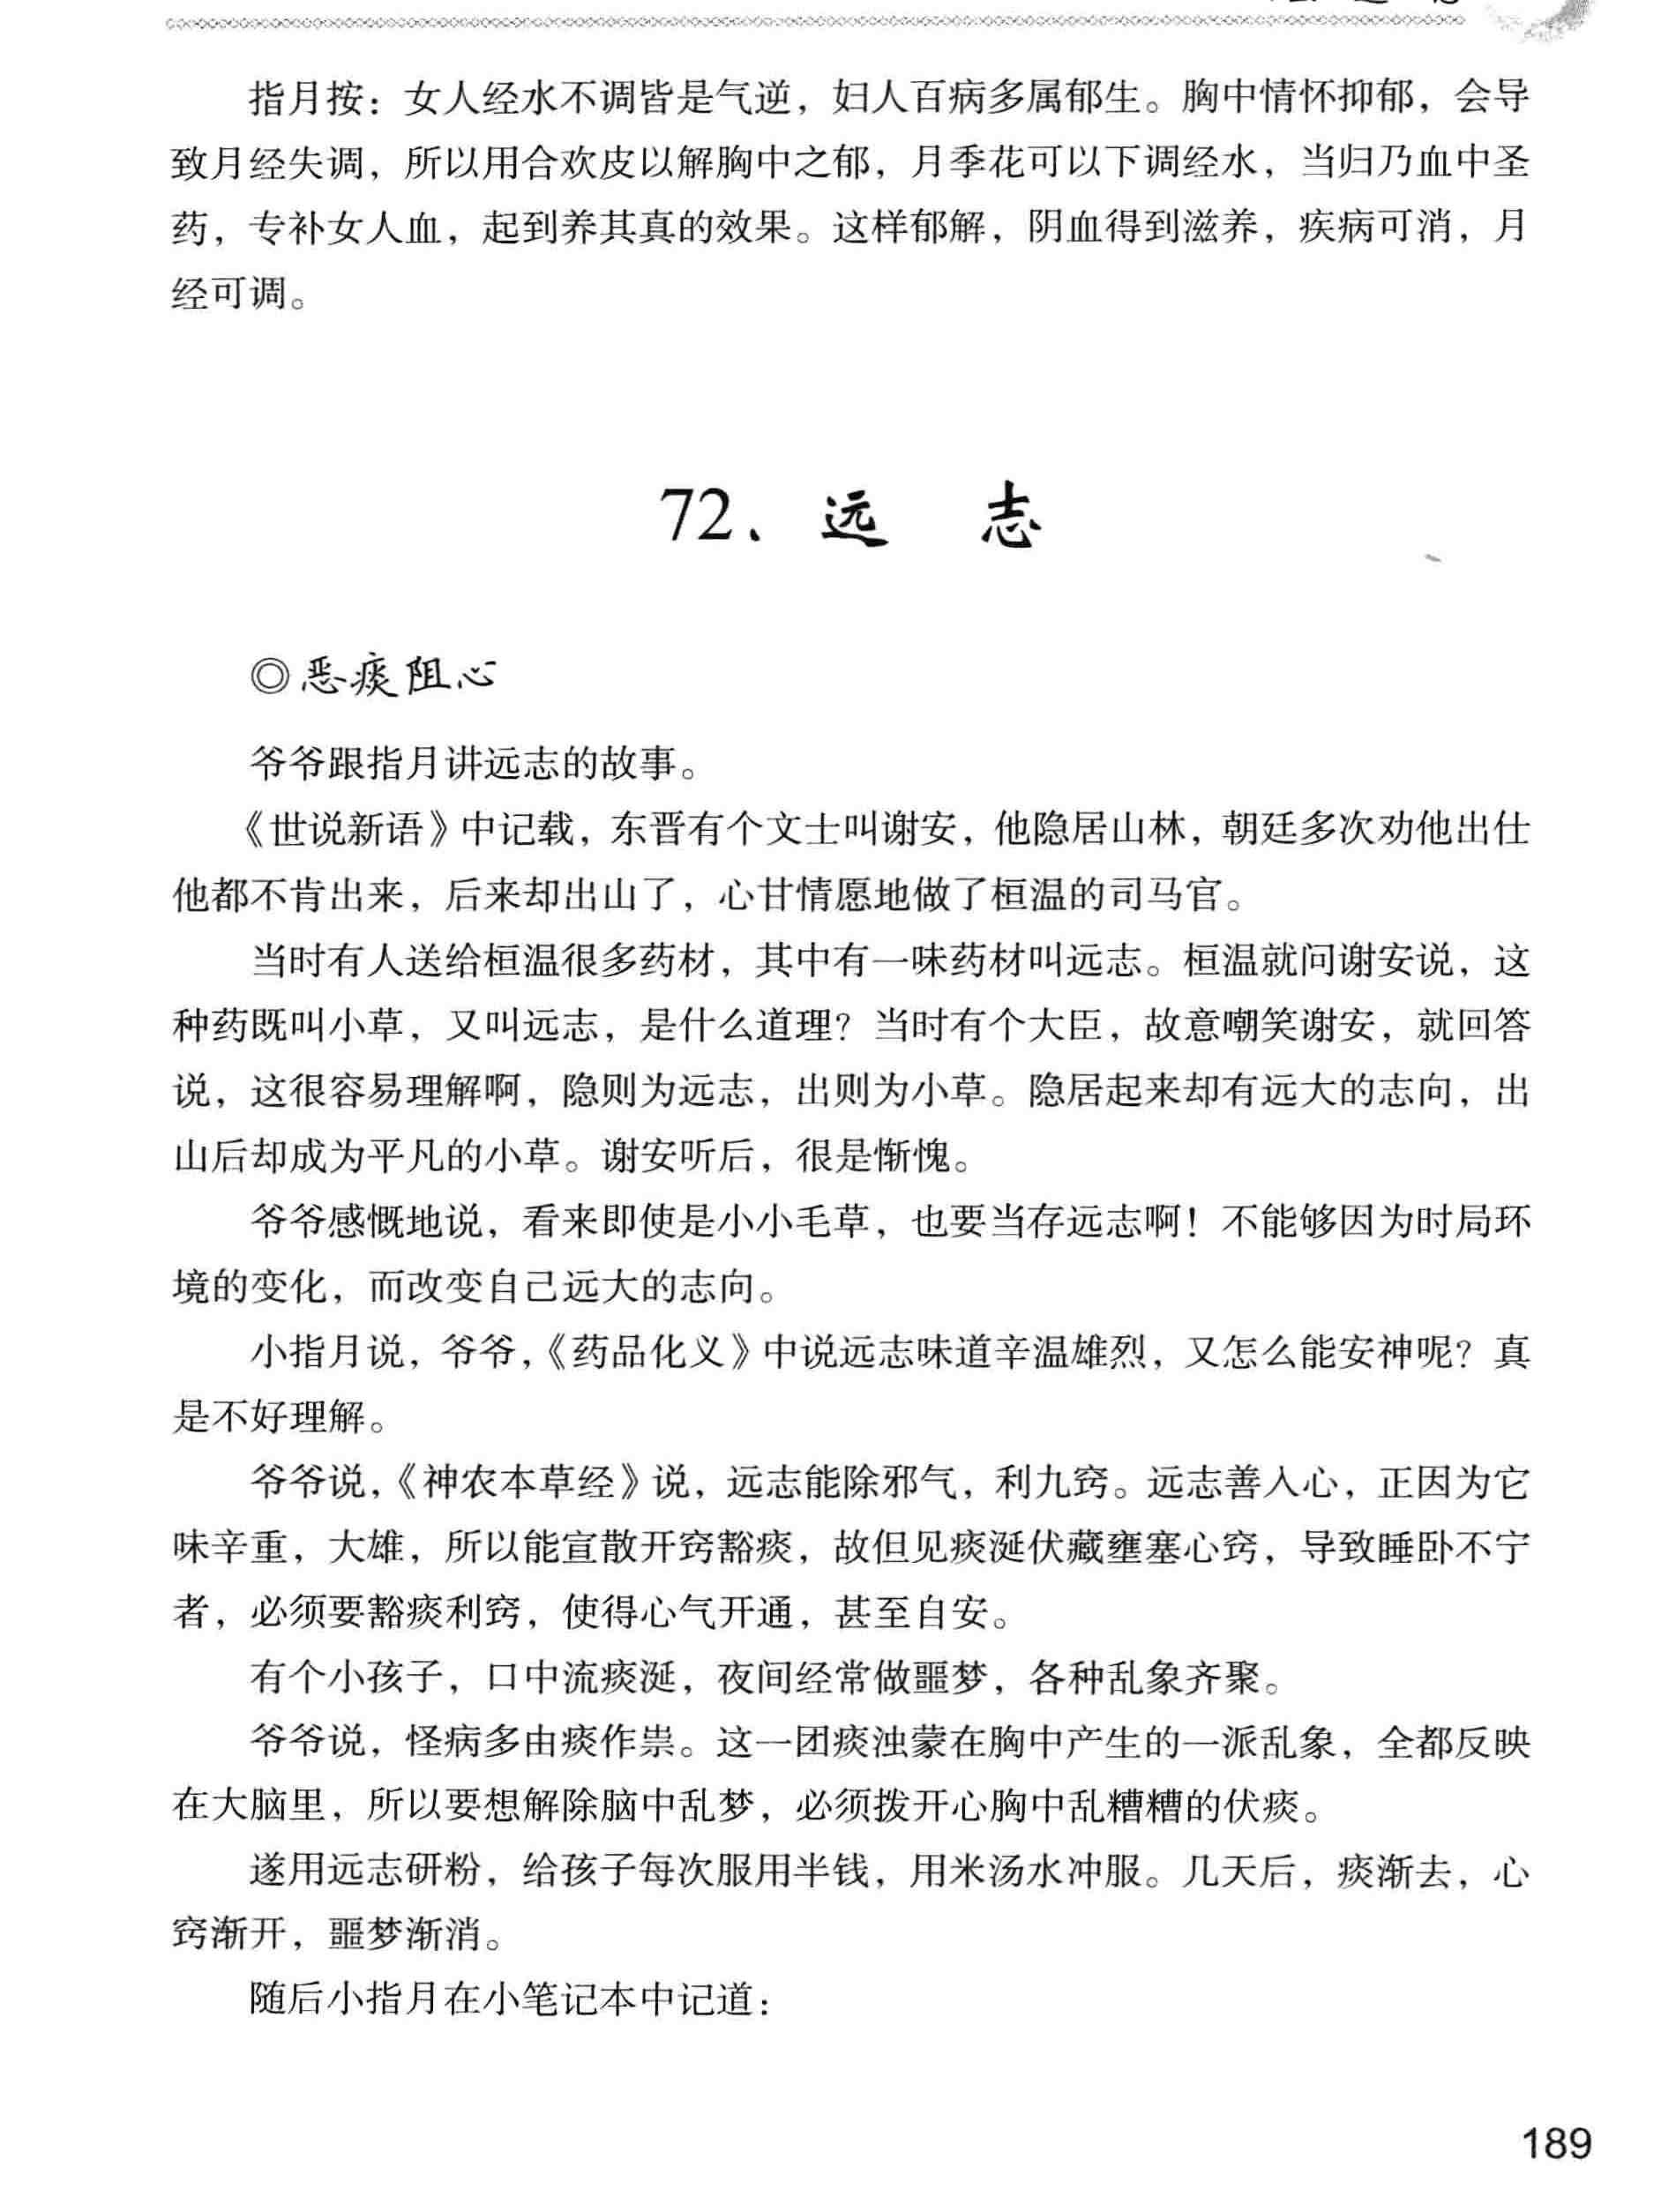 指月按：女人经水不调皆是气逆，妇人百病多属郁生。胸中情怀抑郁，会导
致月经失调，所以用合欢皮以解胸中之郁，月季花可以下调经水，当归乃血中圣
药，专补女人血，起到养其真的效果。这样郁解，阴血得到滋养，疾病可消，月
经可调。
72、远 志
◎恶痰阻心
爷爷跟指月讲远志的故事。
《世说新语》中记载，东晋有个文士叫谢安，他隐居山林，朝廷多次劝他出仕
他都不肯出来，后来却出山了，心甘情愿地做了桓温的司马官。
当时有人送给桓温很多药材，其中有一味药材叫远志。桓温就问谢安说，这
种药既叫小草，又叫远志，是什么道理？当时有个大臣，故意嘲笑谢安，就回答
说，这很容易理解啊，隐则为远志，出则为小草。隐居起来却有远大的志向，出
山后却成为平凡的小草。谢安听后，很是惭愧。
爷爷感慨地说，看来即使是小小毛草，也要当存远志啊！不能够因为时局环
境的变化，而改变自己远大的志向。
小指月说，爷爷，《药品化义》中说远志味道辛温雄烈，又怎么能安神呢？真
是不好理解。
爷爷说，《神农本草经》说，远志能除邪气，利九窍。远志善入心，正因为它
味辛重，大雄，所以能宣散开窍豁痰，故但见痰涎伏藏壅塞心窍，导致睡卧不宁
者，必须要豁痰利窍，使得心气开通，甚至自安。
有个小孩子，口中流痰涎，夜间经常做噩梦，各种乱象齐聚。
爷爷说，怪病多由痰作祟。这一团痰浊蒙在胸中产生的一派乱象，全都反映
在大脑里，所以要想解除脑中乱梦，必须拨开心胸中乱糟糟的伏痰。
遂用远志研粉，给孩子每次服用半钱，用米汤水冲服。几天后，痰渐去，心
窍渐开，噩梦渐消。
随后小指月在小笔记本中记道：
189